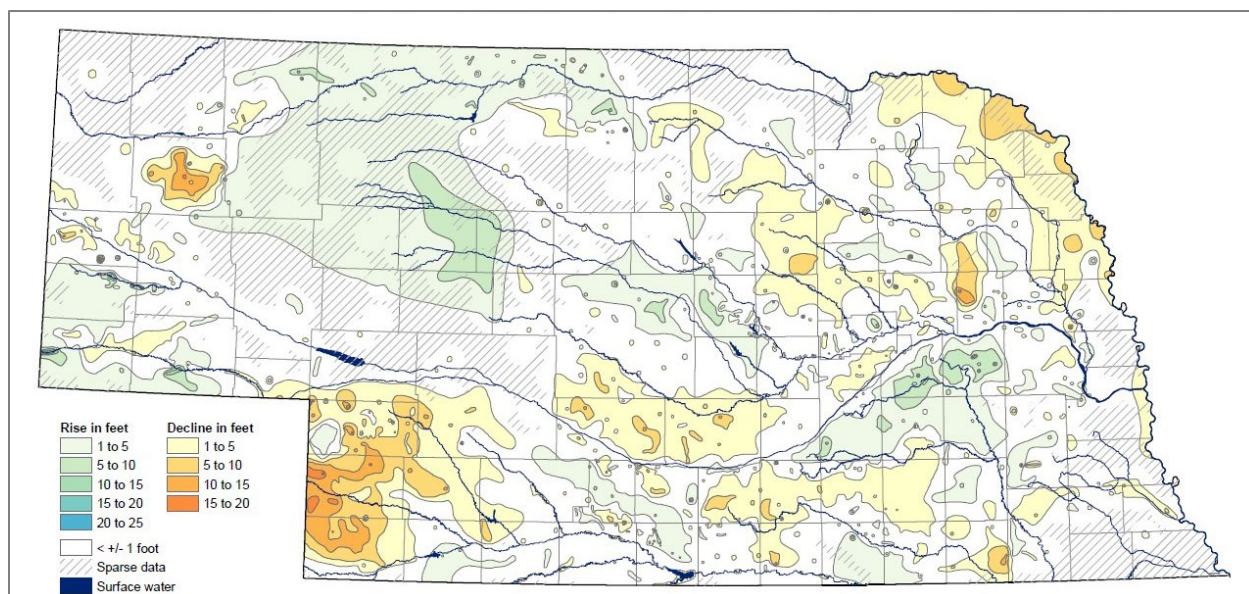 Rise in feet
1 to 5
5 to 10
10 to 15
15 to 20
20 to 25
Decline in feet
1 to 5
5 to 10
10 to 15
15 to 20
< +/- 1 foot
Sparse data
Surface water